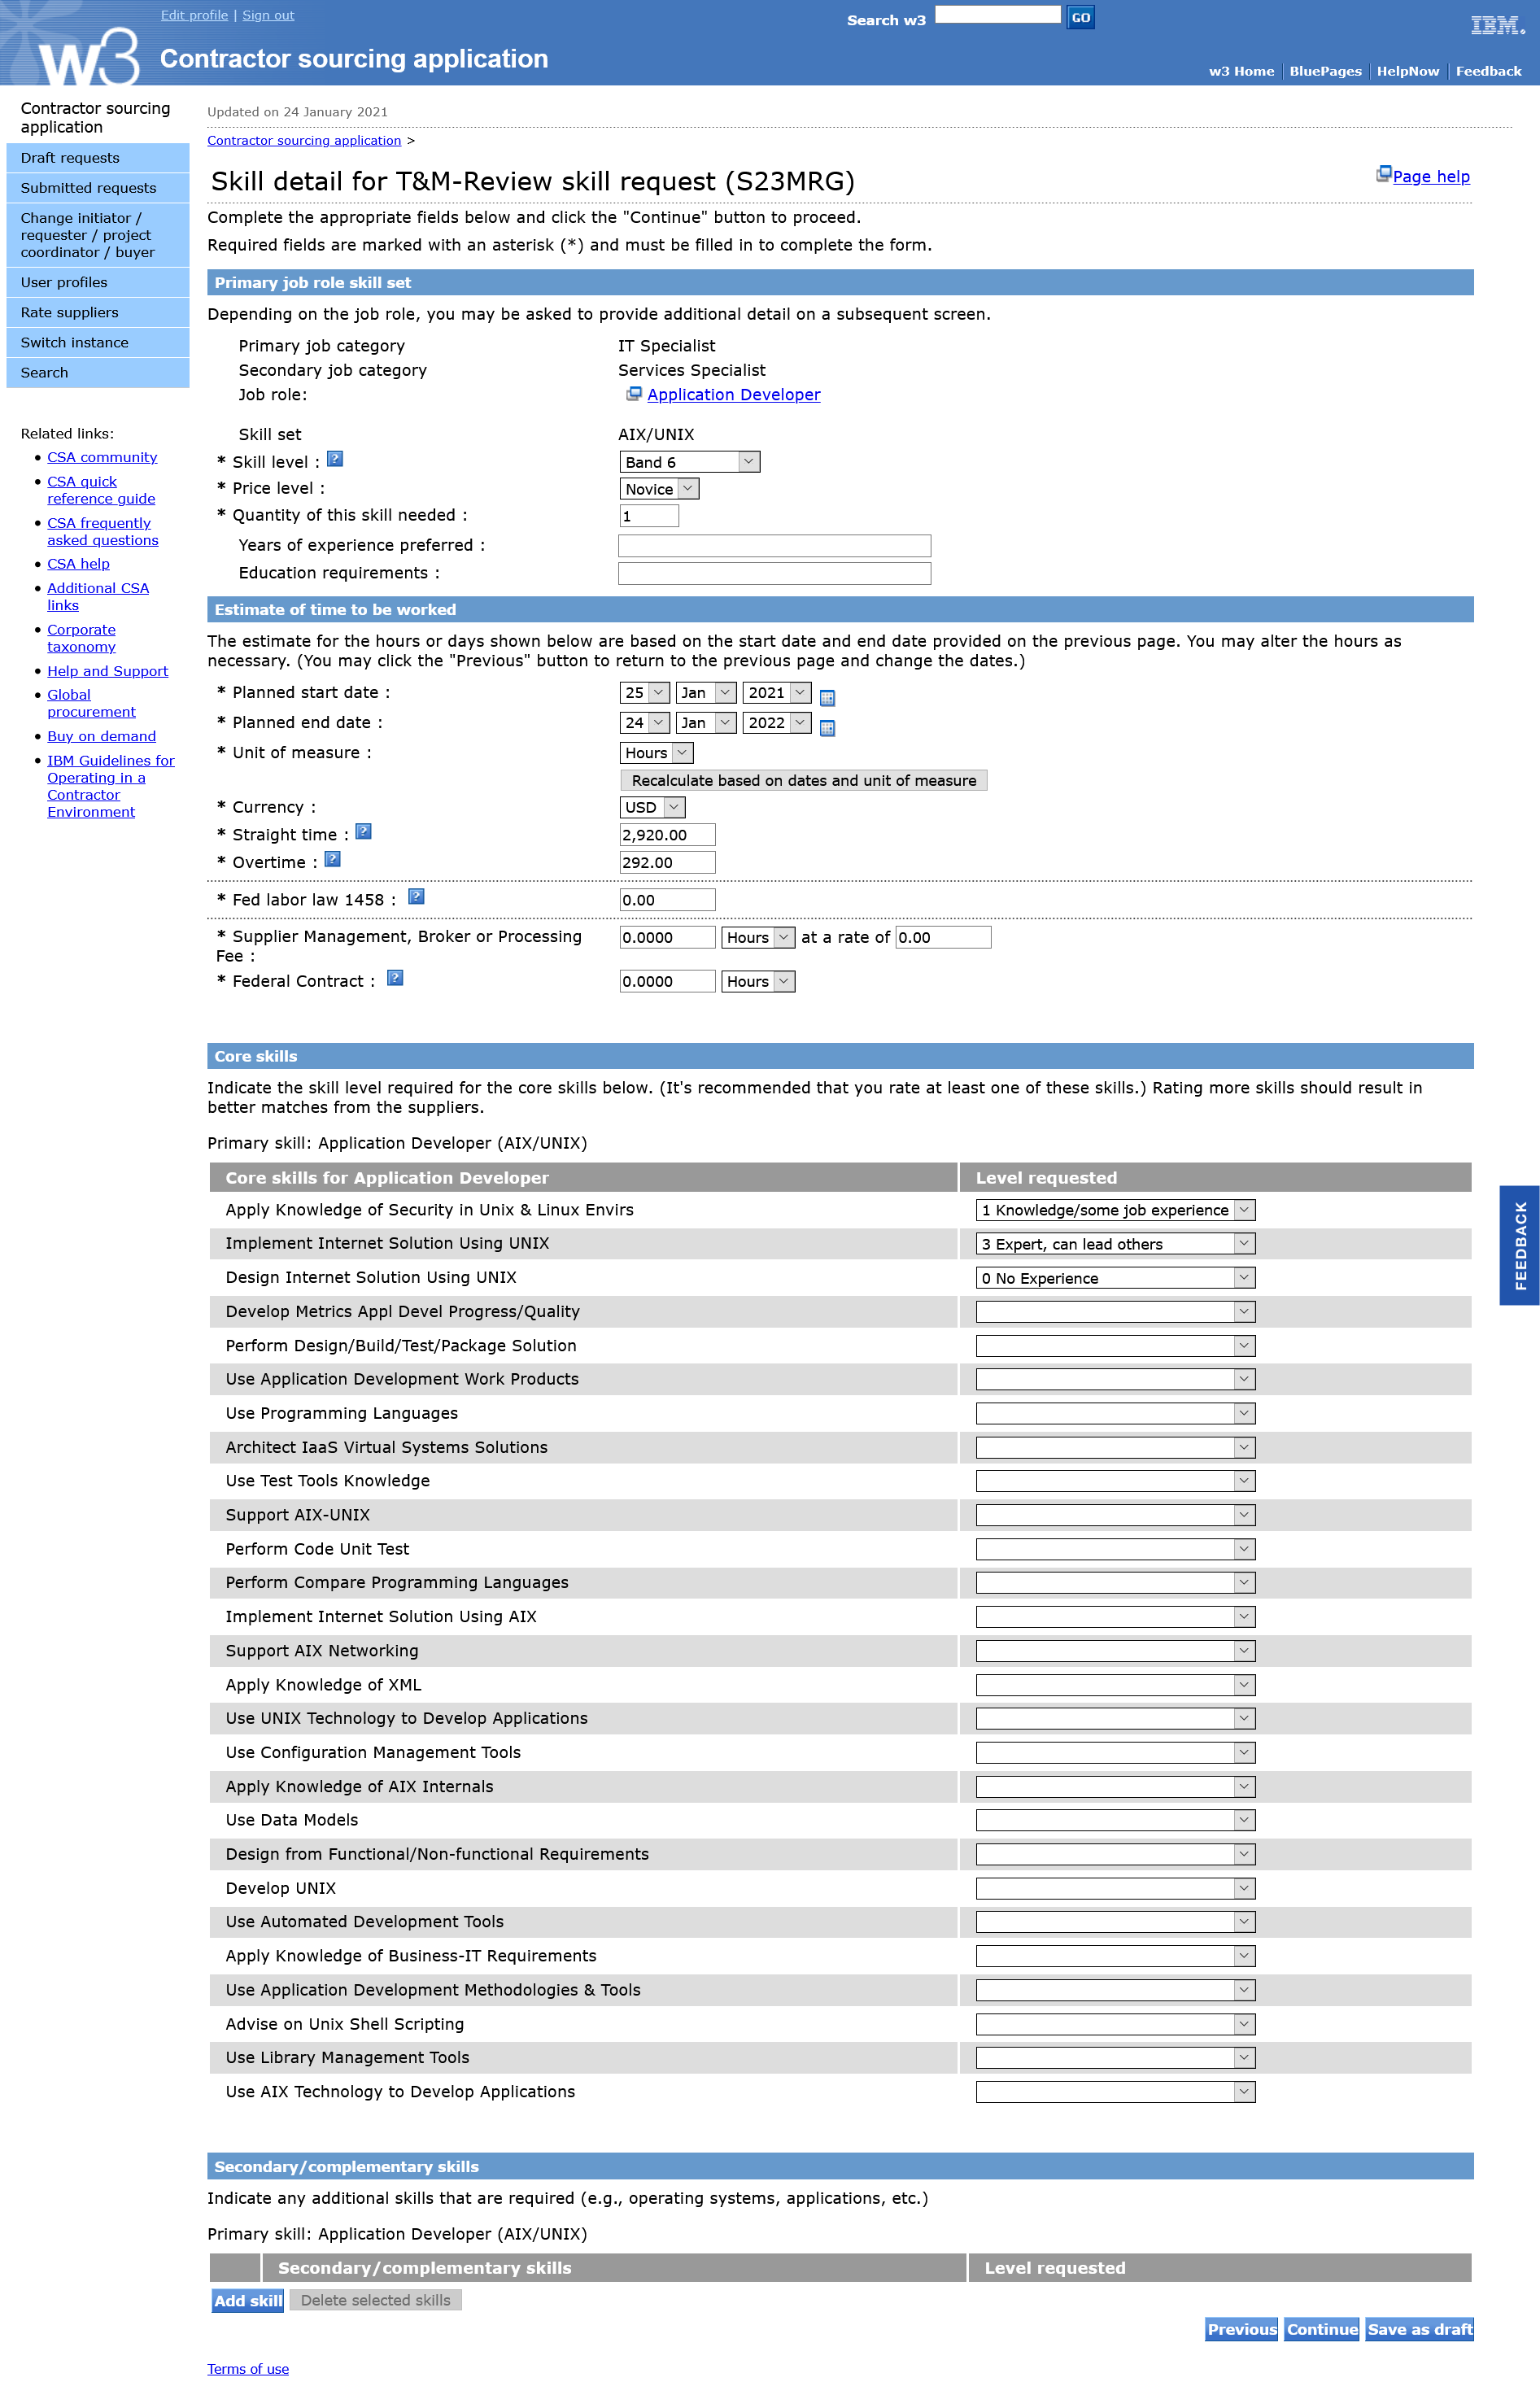 Edit profile | Sign out
Search w3 GO
IBM.
w3 Contractor sourcing application
w3 Home BluePages HelpNow Feedback
Contractor sourcing
application
Draft requests
Submitted requests
Change initiator /
requester / project
coordinator / buyer
User profiles
Rate suppliers
Switch instance
Search
Related links:
CSA community
CSA quick
reference guide
CSA frequently
asked questions
CSA help
Additional CSA
links
Corporate
taxonomy
Help and Support
Global
procurement
Buy on demand
IBM Guidelines for
Operating in a
Contractor
Environment
Updated on 24 January 2021
Contractor sourcing application >
Skill detail for T&M-Review skill request (S23MRG)
Page help
Complete the appropriate fields below and click the "Continue" button to proceed.
Required fields are marked with an asterisk (*) and must be filled in to complete the form.
Primary job role skill set
Depending on the job role, you may be asked to provide additional detail on a subsequent screen.
Primary job category IT Specialist
Secondary job category Services Specialist
Job role: Application Developer
Skill set AIX/UNIX
* Skill level : ? Band 6
* Price level : Novice
* Quantity of this skill needed : 1
Years of experience preferred :
Education requirements :
Estimate of time to be worked
The estimate for the hours or days shown below are based on the start date and end date provided on the previous page. You may alter the hours as
necessary. (You may click the "Previous" button to return to the previous page and change the dates.)
* Planned start date : 25 Jan 2021
* Planned end date : 24 Jan 2022
* Unit of measure : Hours
Recalculate based on dates and unit of measure
* Currency : USD
* Straight time : ? 2,920.00
* Overtime : ? 292.00
* Fed labor law 1458 : ? 0.00
* Supplier Management, Broker or Processing
Fee : 0.0000 Hours at a rate of 0.00
* Federal Contract : ? 0.0000 Hours
Core skills
Indicate the skill level required for the core skills below. (It's recommended that you rate at least one of these skills.) Rating more skills should result in
better matches from the suppliers.
Primary skill: Application Developer (AIX/UNIX)
Core skills for Application Developer Level requested
Apply Knowledge of Security in Unix & Linux Envirs 1 Knowledge/some job experience
Implement Internet Solution Using UNIX 3 Expert, can lead others
Design Internet Solution Using UNIX 0 No Experience
Develop Metrics Appl Devel Progress/Quality
Perform Design/Build/Test/Package Solution
Use Application Development Work Products
Use Programming Languages
Architect IaaS Virtual Systems Solutions
Use Test Tools Knowledge
Support AIX-UNIX
Perform Code Unit Test
Perform Compare Programming Languages
Implement Internet Solution Using AIX
Support AIX Networking
Apply Knowledge of XML
Use UNIX Technology to Develop Applications
Use Configuration Management Tools
Apply Knowledge of AIX Internals
Use Data Models
Design from Functional/Non-functional Requirements
Develop UNIX
Use Automated Development Tools
Apply Knowledge of Business-IT Requirements
Use Application Development Methodologies & Tools
Advise on Unix Shell Scripting
Use Library Management Tools
Use AIX Technology to Develop Applications
FEEDBACK
Secondary/complementary skills
Indicate any additional skills that are required (e.g., operating systems, applications, etc.)
Primary skill: Application Developer (AIX/UNIX)
Secondary/complementary skills Level requested
Add skill Delete selected skills
Previous Continue Save as draft
Terms of use